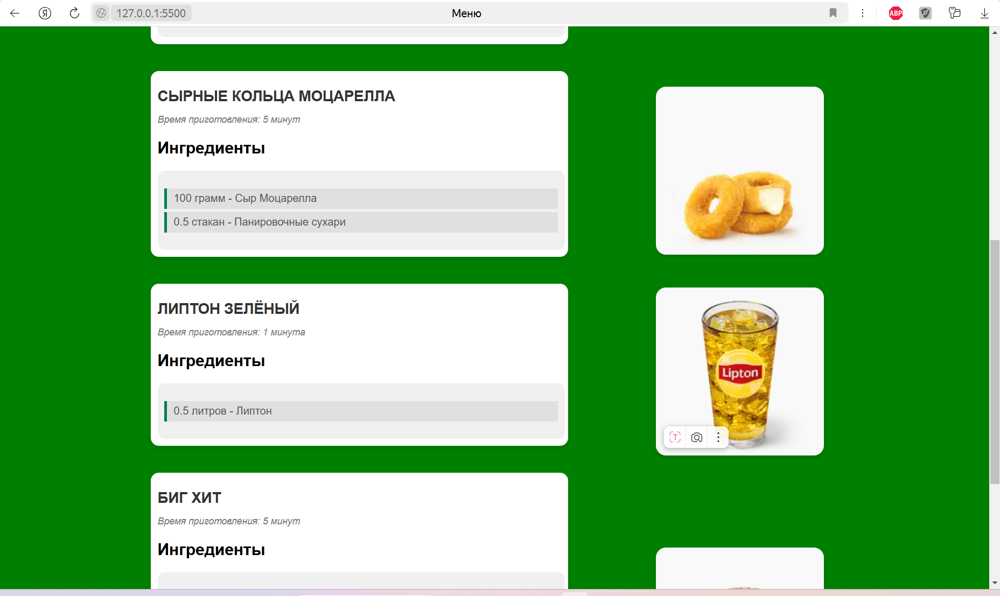 Я
127.0.0.1:5500
Меню
ABP
СЫРНЫЕ КОЛЬЦА МОЦАРЕЛЛА
Время приготовления: 5 минут
Ингредиенты
100 грамм - Сыр Моцарелла
0.5 стакан - Панировочные сухари
ЛИПТОН ЗЕЛЁНЫЙ
Время приготовления: 1 минута
Ингредиенты
0.5 литров - Липтон
Lipton
T
БИГ ХИТ
Время приготовления: 5 минут
Ингредиенты